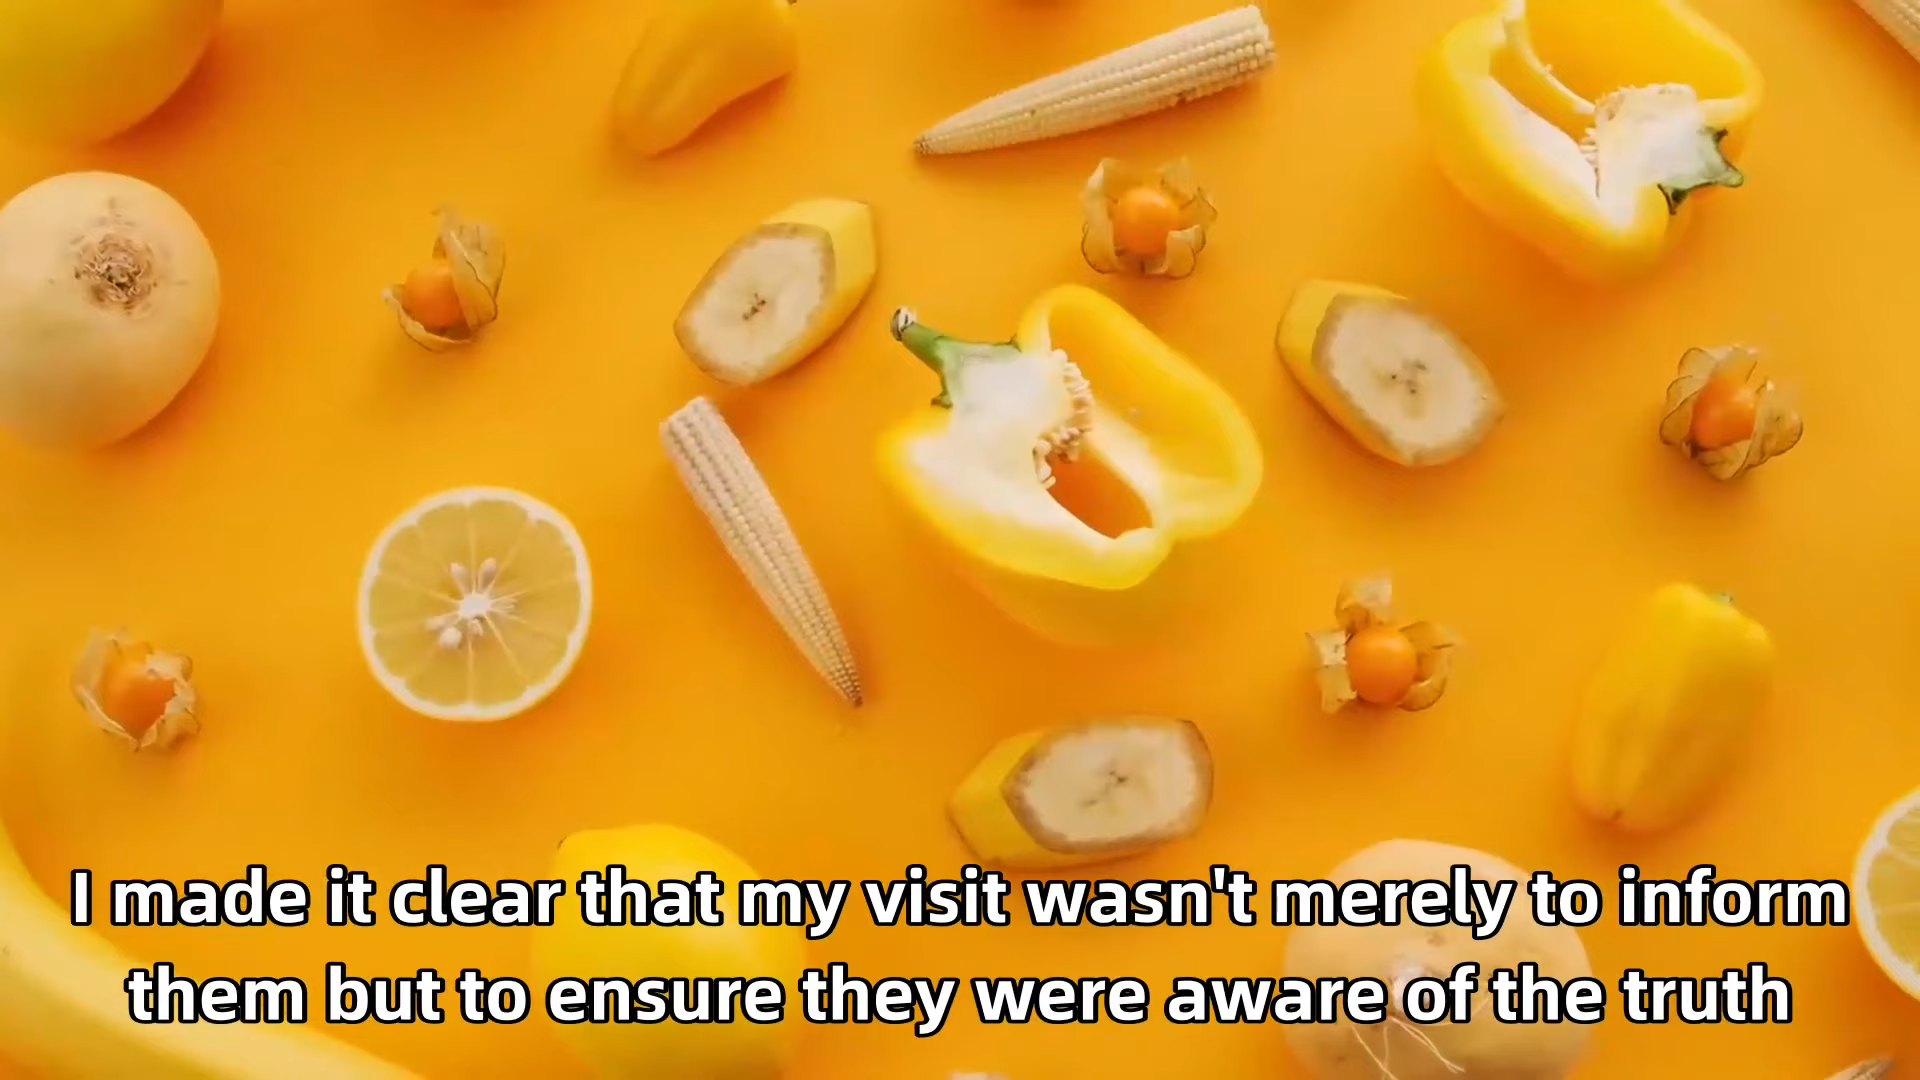 I made it clear that my visit wasn't merely to inform
them but to ensure they were aware of the truth